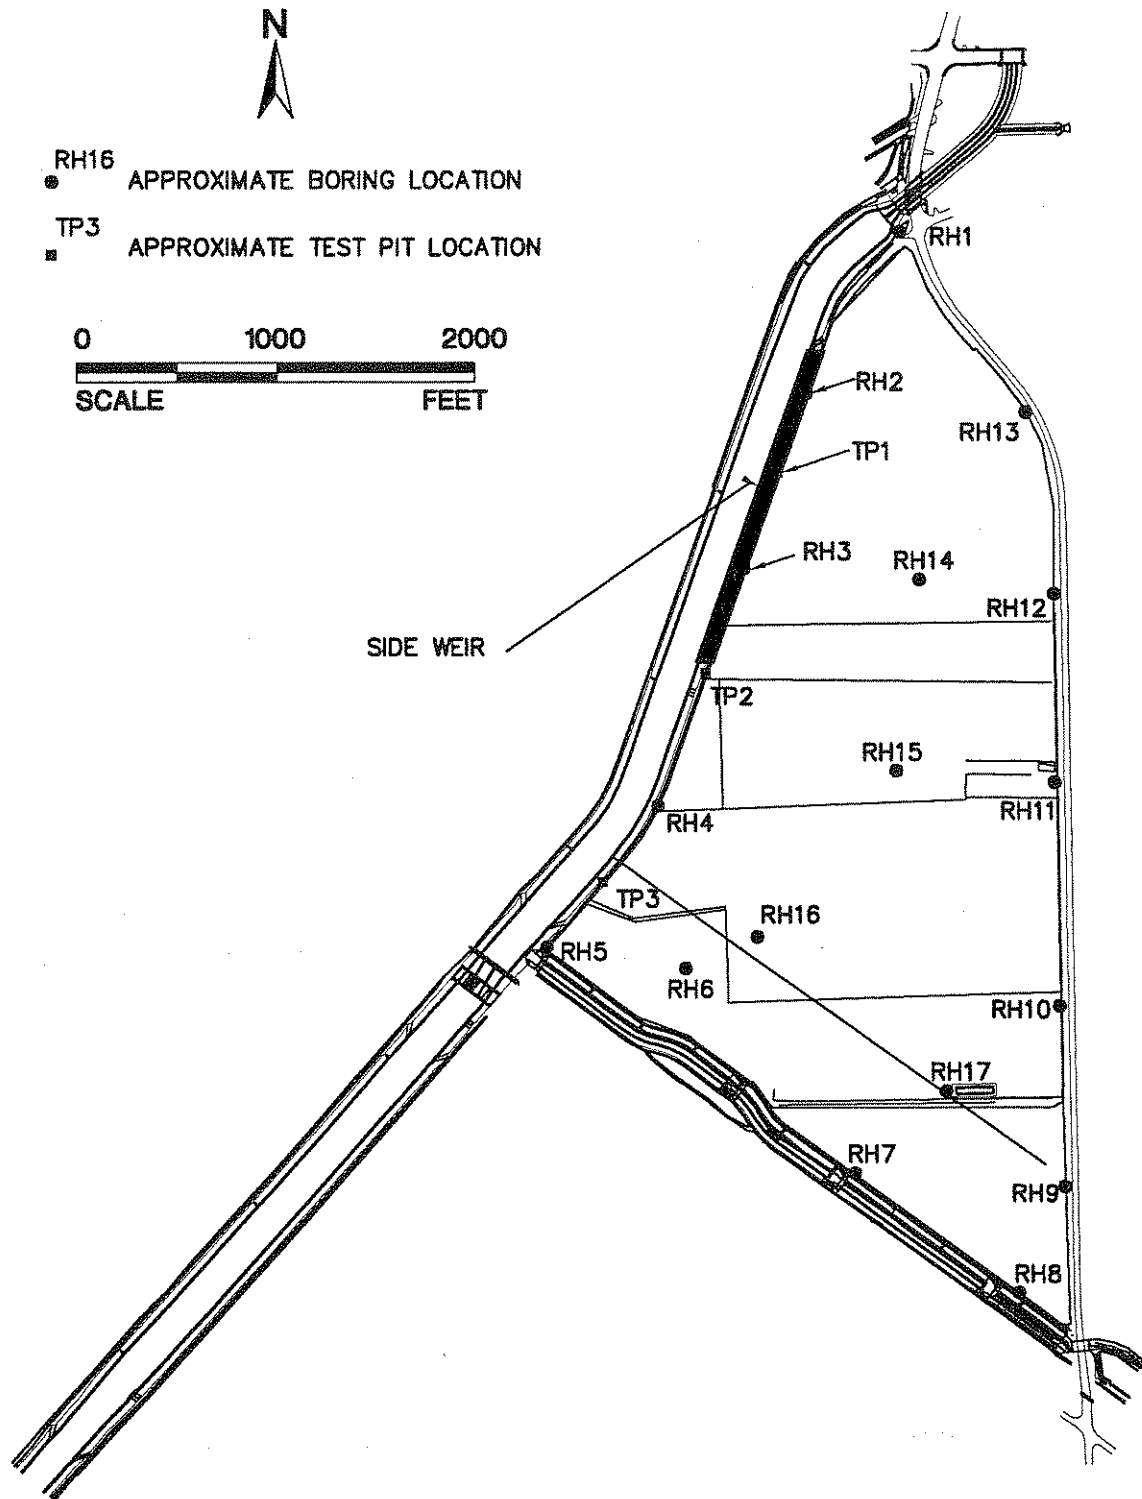 N
RH16
APPROXIMATE BORING LOCATION
TP3
APPROXIMATE TEST PIT LOCATION
0 1000 2000
SCALE FEET
RH1
RH2
RH13
TP1
RH3
RH14
RH12
SIDE WEIR
TP2
RH15
RH11
RH4
TP3
RH16
RH5
RH6
RH10
RH17
RH7
RH9
RH8